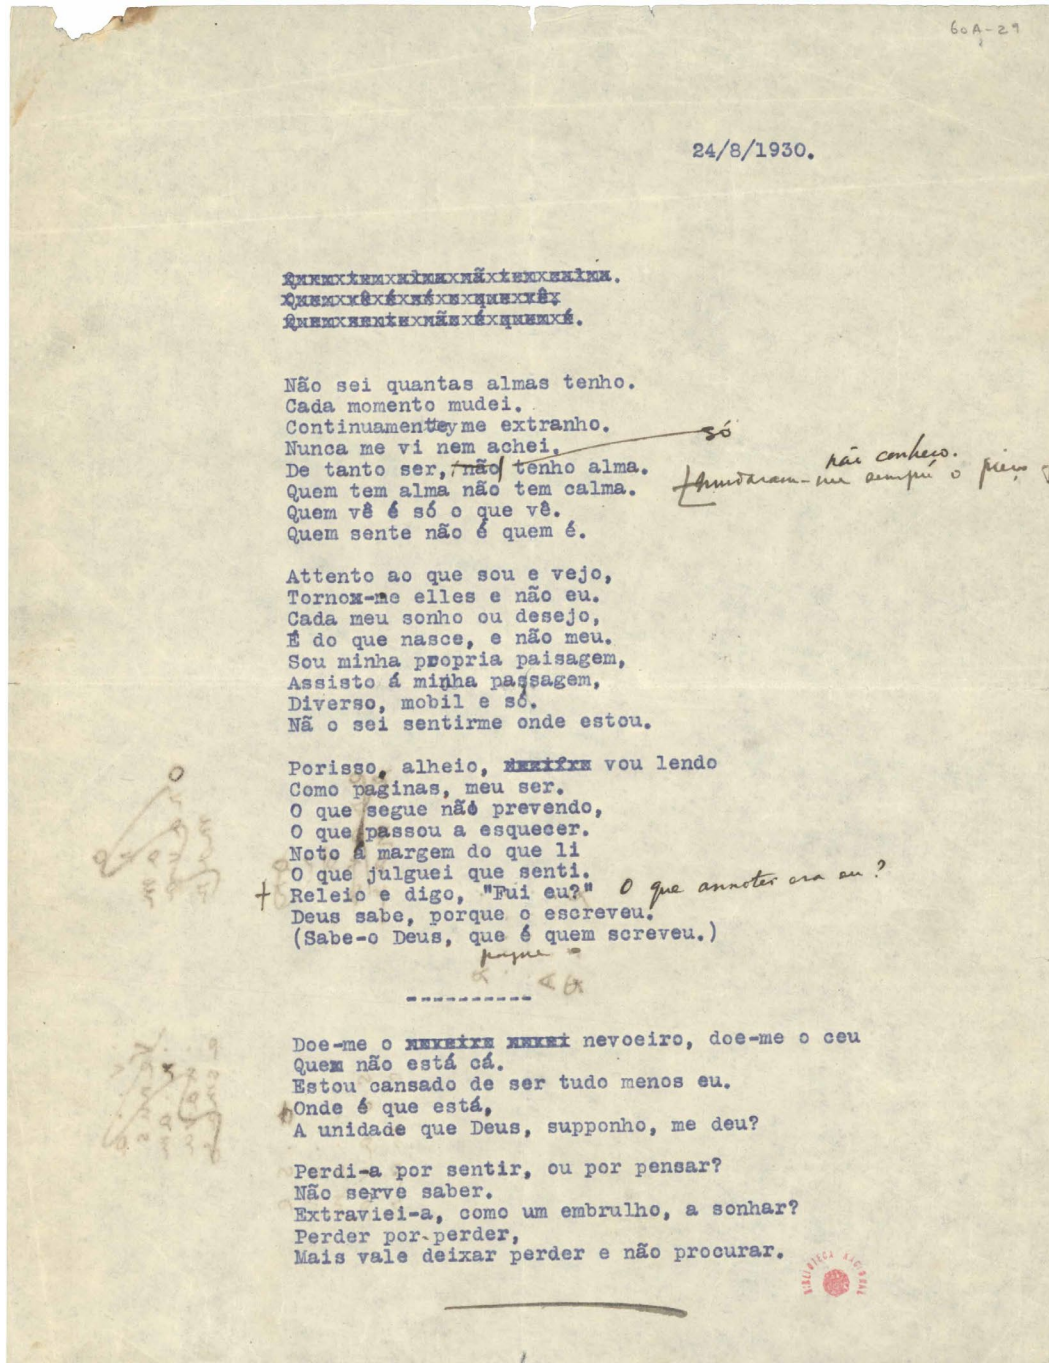 60A-29
24/8/1930.
Não sei quantas almas tenho.
Cada momento mudei.
Continuamente me extranho.
Nunca me vi nem achei.
só
De tanto ser, não tenho alma.
não conheço.
Quem tem alma não tem calma.
mudaram-me sempre o
Quem vê é só o que vê.
Quem sente não é quem é.
Attento ao que sou e vejo,
Torno-me elles e não eu.
Cada meu sonho ou desejo,
É do que nasce, e não meu.
Sou minha propria paisagem,
Assisto á minha passagem,
Diverso, mobil e só.
Nã o sei sentirme onde estou.
Porisso, alheio, vou lendo
Como paginas, meu ser.
O que segue não prevendo,
O que passou a esquecer.
Noto á margem do que li
O que julguei que senti.
Releio e digo, "Fui eu?" O que annotei era eu?
Deus sabe, porque o escreveu.
(Sabe-o Deus, que é quem screveu.)
porque
----------
Doe-me o nevoeiro, doe-me o ceu
Quem não está cá.
Estou cansado de ser tudo menos eu.
Onde é que está,
A unidade que Deus, supponho, me deu?
Perdi-a por sentir, ou por pensar?
Não serve saber.
Extraviei-a, como um embrulho, a sonhar?
Perder por perder,
Mais vale deixar perder e não procurar.
BIBLIOTECA NACIONAL